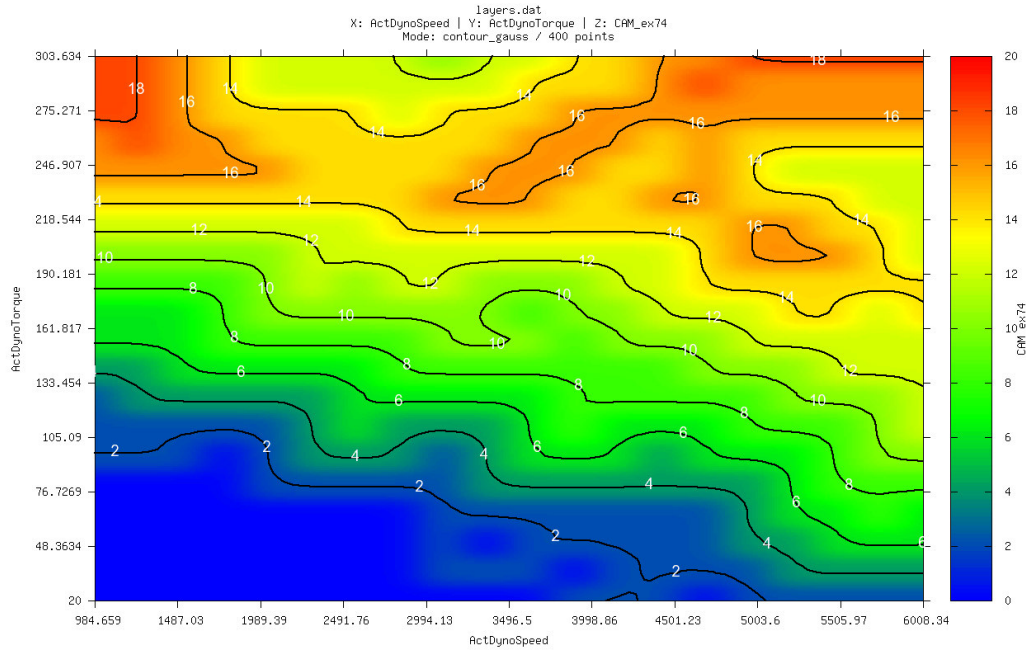 layers.dat
X: ActDynoSpeed | Y: ActDynoTorque | Z: CAM_ex74
Mode: contour_gauss / 400 points
303.634
275.271
246.907
218.544
190.181
161.817
133.454
105.09
76.7269
48.3634
20
ActDynoTorque
18 16 14 14 16 18
14 16 16 16
16 16 16 14
14 14 16 16 14
12 12 14 14 16 14
10 10 12 12 14
8 10 10 12
8 8 10 10 12
6 6 8 8 10
2 2 4 4 6 6 8
2 4 6
2 2 4 6
984.659 1487.03 1989.39 2491.76 2994.13 3496.5 3998.86 4501.23 5003.6 5505.97 6008.34
ActDynoSpeed
20
18
16
14
12
10
8
6
4
2
0
CAM_ex74